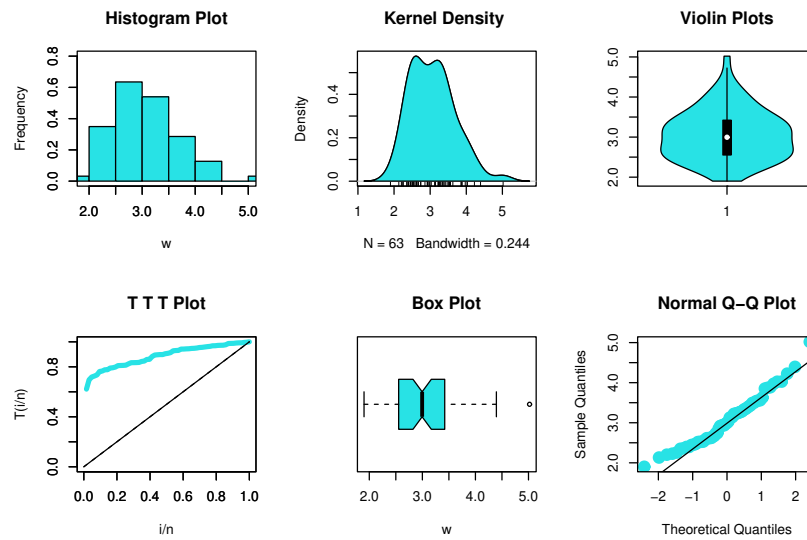 Histogram Plot
Frequency
0.0 0.2 0.4 0.6 0.8
2.0 3.0 4.0 5.0
w
Kernel Density
Density
0.0 0.2 0.4
1 2 3 4 5
N = 63 Bandwidth = 0.244
Violin Plots
2.0 3.0 4.0 5.0
1
T T T Plot
T(i/n)
0.0 0.4 0.8
0.0 0.2 0.4 0.6 0.8 1.0
i/n
Box Plot
2.0 3.0 4.0 5.0
w
Normal Q−Q Plot
Sample Quantiles
2.0 3.0 4.0 5.0
−2 −1 0 1 2
Theoretical Quantiles